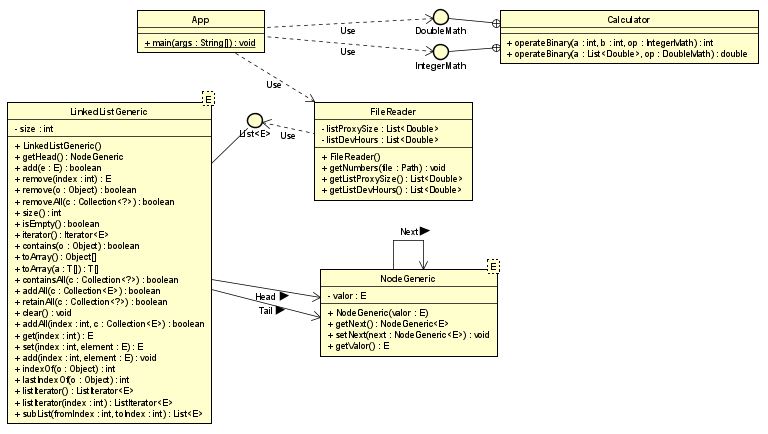 App
+ main(args : String[]) : void
Use
Use
Use
DoubleMath
IntegerMath
Calculator
+ operateBinary(a : int, b : int, op : IntegerMath) : int
+ operateBinary(a : List<Double>, op : DoubleMath) : double
E
LinkedListGeneric
- size : int
+ LinkedListGeneric()
+ getHead() : NodeGeneric
+ add(e : E) : boolean
+ remove(index : int) : E
+ remove(o : Object) : boolean
+ removeAll(c : Collection<?>) : boolean
+ size() : int
+ isEmpty() : boolean
+ iterator() : Iterator<E>
+ contains(o : Object) : boolean
+ toArray() : Object[]
+ toArray(a : T[]) : T[]
+ containsAll(c : Collection<?>) : boolean
+ addAll(c : Collection<E>) : boolean
+ retainAll(c : Collection<?>) : boolean
+ clear() : void
+ addAll(index : int, c : Collection<E>) : boolean
+ get(index : int) : E
+ set(index : int, element : E) : E
+ add(index : int, element : E) : void
+ indexOf(o : Object) : int
+ lastIndexOf(o : Object) : int
+ listIterator() : ListIterator<E>
+ listIterator(index : int) : ListIterator<E>
+ subList(fromIndex : int, toIndex : int) : List<E>
List<E>
Use
FileReader
- listProxySize : List<Double>
- listDevHours : List<Double>
+ FileReader()
+ getNumbers(file : Path) : void
+ getListProxySize() : List<Double>
+ getListDevHours() : List<Double>
Next
Head
Tail
E
NodeGeneric
- valor : E
+ NodeGeneric(valor : E)
+ getNext() : NodeGeneric<E>
+ setNext(next : NodeGeneric<E>) : void
+ getValor() : E